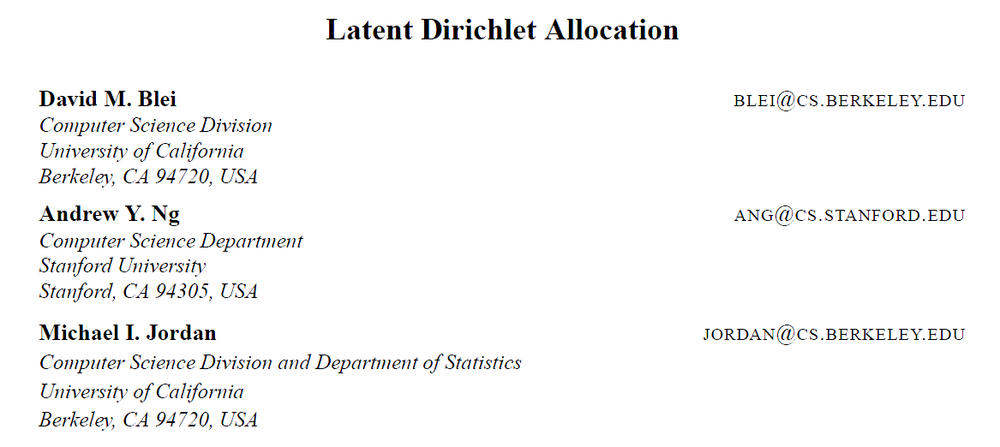 Latent Dirichlet Allocation
David M. Blei BLEI@CS.BERKELEY.EDU
Computer Science Division
University of California
Berkeley, CA 94720, USA
Andrew Y. Ng ANG@CS.STANFORD.EDU
Computer Science Department
Stanford University
Stanford, CA 94305, USA
Michael I. Jordan JORDAN@CS.BERKELEY.EDU
Computer Science Division and Department of Statistics
University of California
Berkeley, CA 94720, USA